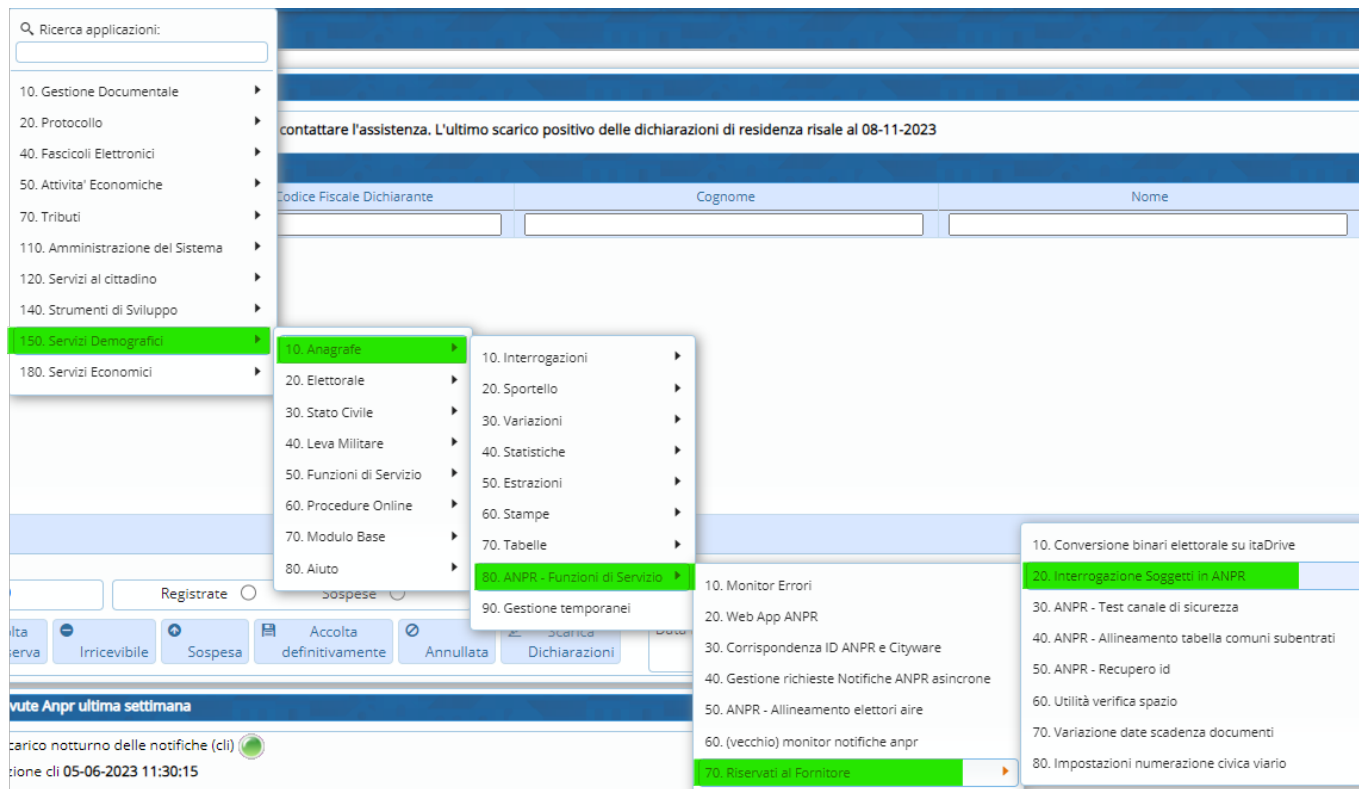 Ricerca applicazioni:
10. Gestione Documentale
20. Protocollo
40. Fascicoli Elettronici
50. Attivita' Economiche
70. Tributi
110. Amministrazione del Sistema
120. Servizi al cittadino
140. Strumenti di Sviluppo
150. Servizi Demografici
180. Servizi Economici
contattare l'assistenza. L'ultimo scarico positivo delle dichiarazioni di residenza risale al 08-11-2023
Codice Fiscale Dichiarante
Cognome
Nome
10. Anagrafe
20. Elettorale
30. Stato Civile
40. Leva Militare
50. Funzioni di Servizio
60. Procedure Online
70. Modulo Base
80. Aiuto
10. Interrogazioni
20. Sportello
30. Variazioni
40. Statistiche
50. Estrazioni
60. Stampe
70. Tabelle
80. ANPR - Funzioni di Servizio
90. Gestione temporanei
10. Monitor Errori
20. Web App ANPR
30. Corrispondenza ID ANPR e Cityware
40. Gestione richieste Notifiche ANPR asincrone
50. ANPR - Allineamento elettori aire
60. (vecchio) monitor notifiche anpr
70. Riservati al Fornitore
10. Conversione binari elettorale su itaDrive
20. Interrogazione Soggetti in ANPR
30. ANPR - Test canale di sicurezza
40. ANPR - Allineamento tabella comuni subentrati
50. ANPR - Recupero id
60. Utilità verifica spazio
70. Variazione date scadenza documenti
80. Impostazioni numerazione civica viario
Registrate
Sospese
Irricevibile
Sospesa
Accolta
definitivamente
Annullata
Scarica
Dichiarazioni
vute Anpr ultima settimana
carico notturno delle notifiche (cli)
zione cli 05-06-2023 11:30:15